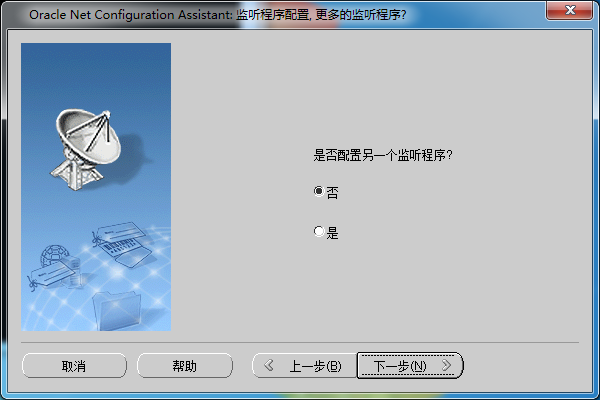 Oracle Net Configuration Assistant: 监听程序配置, 更多的监听程序?
是否配置另一个监听程序?
否
是
取消 帮助 上一步(B) 下一步(N)